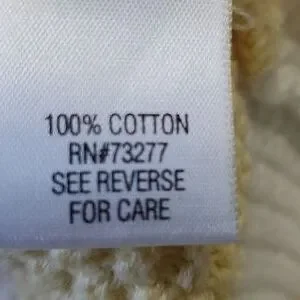 100% COTTON
RN#73277
SEE REVERSE
FOR CARE